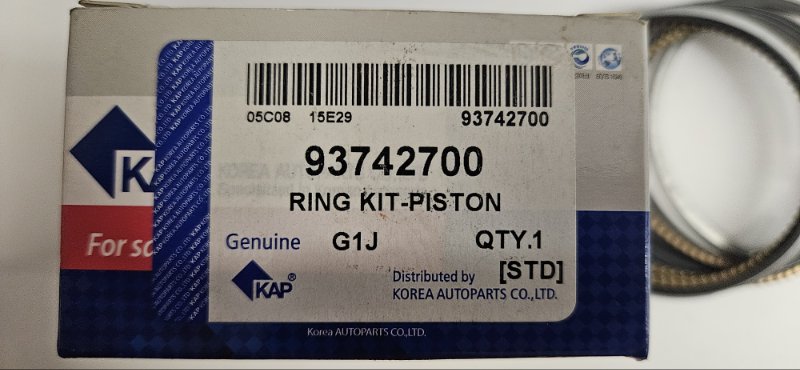 05C08 15E29 93742700
93742700
RING KIT-PISTON
Genuine G1J QTY.1
[STD]
KAP®
Distributed by
KOREA AUTOPARTS CO.,LTD.
KA
For sc
Korea AUTOPARTS CO.,LTD.